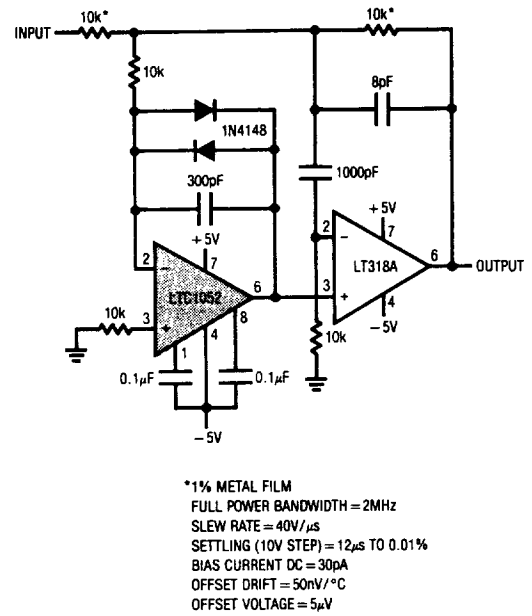 10k*
INPUT
10k*
10k
8pF
1N4148
300pF
1000pF
+5V
+5V
2
7
2
7
LTC1052
6
LT318A
6
OUTPUT
10k
3
3
8
4
1
4
-5V
10k
0.1μF
0.1μF
-5V
*1% METAL FILM
FULL POWER BANDWIDTH = 2MHz
SLEW RATE = 40V/μs
SETTLING (10V STEP) = 12μs TO 0.01%
BIAS CURRENT DC = 30pA
OFFSET DRIFT = 50nV/°C
OFFSET VOLTAGE = 5μV